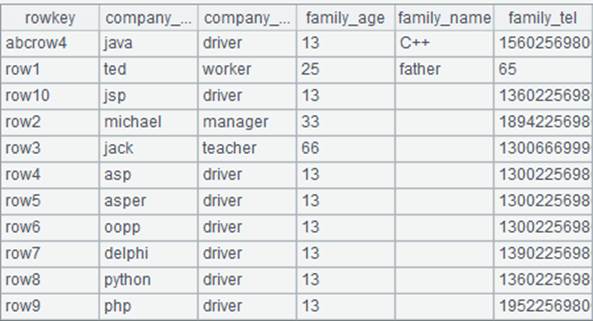 rowkey company_... company_... family_age family_name family_tel
abcrow4 java driver 13 C++1560256980
row1 ted worker 25 father 65
row10 jsp driver 13 1360225698
row2 michael manager 33 1894225698
row3 jack teacher 66 1300666999
row4 asp driver 13 1300225698
row5 asper driver 13 1300225698
row6 oopp driver 13 1300225698
row7 delphi driver 13 1390225698
row8 python driver 13 1360225698
row9 php driver 13 1952256980